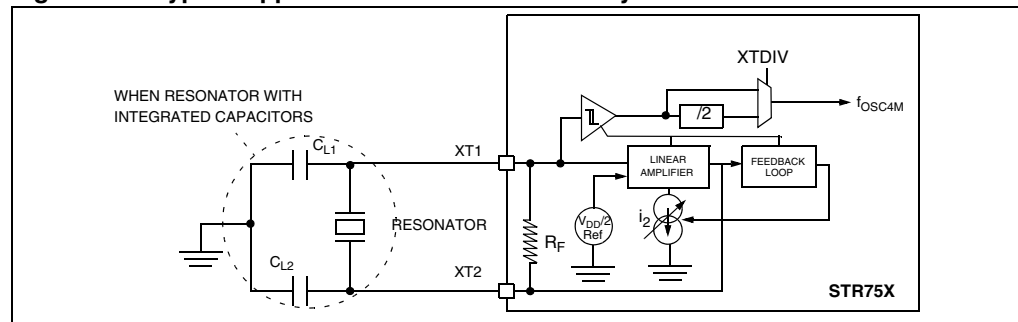 XTDIV
WHEN RESONATOR WITH
INTEGRATED CAPACITORS
/2
fOSC4M
CL1
XT1
LINEAR
AMPLIFIER
FEEDBACK
LOOP
RESONATOR
RF
VDD/2
Ref
i2
CL2
XT2
STR75X